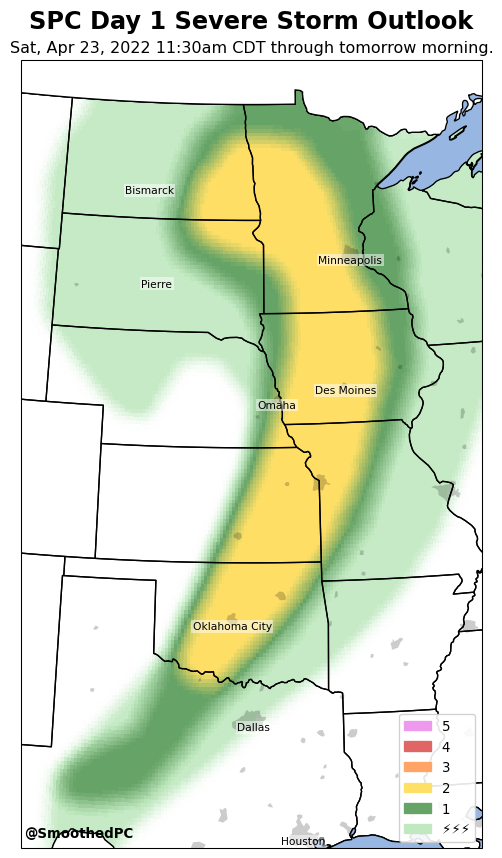 SPC Day 1 Severe Storm Outlook
Sat, Apr 23, 2022 11:30am CDT through tomorrow morning.
Bismarck
Minneapolis
Pierre
Des Moines
Omaha
Oklahoma City
Dallas
5
4
3
2
1
⚡⚡⚡
@SmoothedPC
Houston